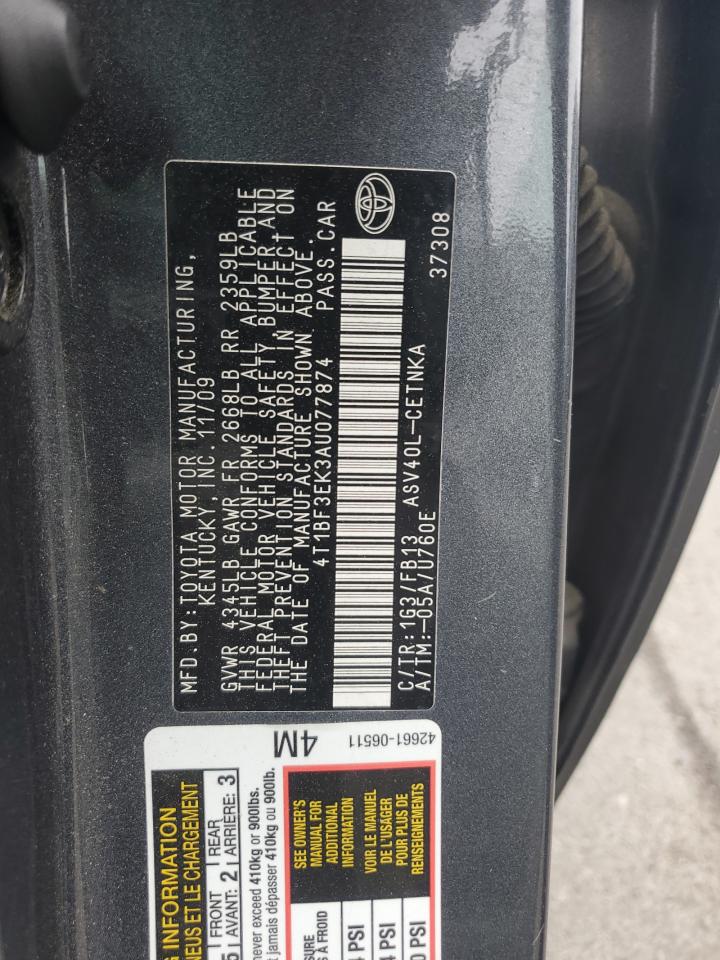 MFD.BY:TOYOTA MOTOR MANUFACTURING,
KENTUCKY, INC. 11/09
GVWR 4345LB GAWR FR 2668LB RR 2359LB
THIS VEHICLE CONFORMS TO ALL APPLICABLE
FEDERAL MOTOR VEHICLE SAFETY, BUMPER,AND
THEFT PREVENTION STANDARDS IN EFFECT ON
THE DATE OF MANUFACTURE SHOWN ABOVE.
4T1BF3EK3AU077874 PASS.CAR
C/TR:1G3/FB13 ASV40L-CETNKA
A/TM:-05A/U760E 37308
INFORMATION
NEUS ET LE CHARGEMENT
FRONT REAR
AVANT: 2 ARRIÈRE: 3
never exceed 410kg or 900lbs.
jamais dépasser 410kg ou 900lb.
4M
42661-06511
SEE OWNER'S
MANUAL FOR
ADDITIONAL
INFORMATION
VOIR LE MANUEL
DE L'USAGER
POUR PLUS DE
RENSEIGNEMENTS
À FROID
PSI
PSI
PSI